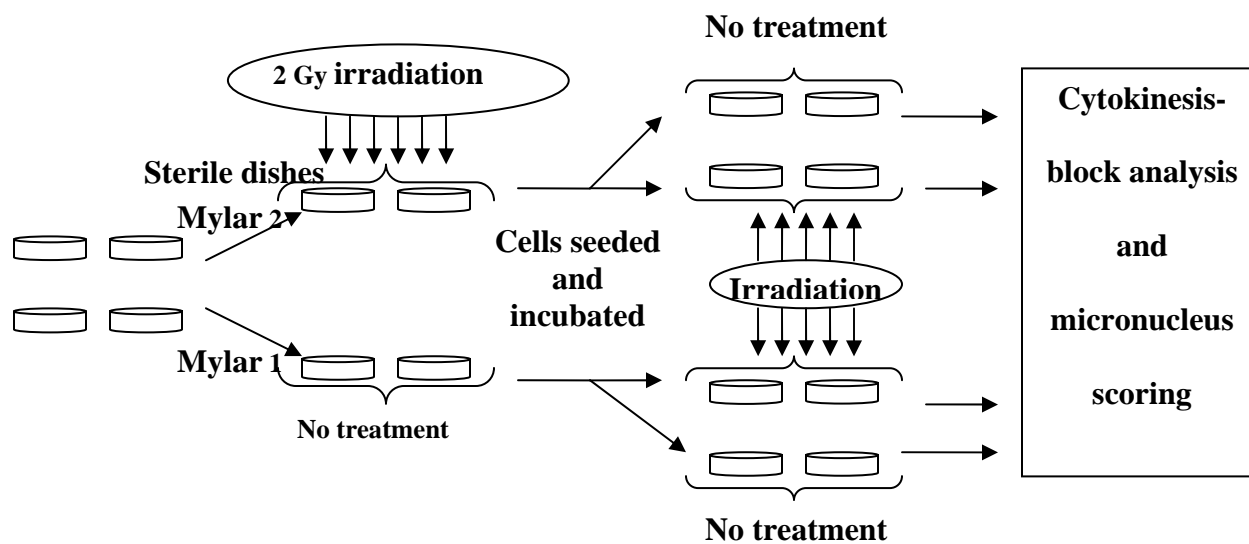 No treatment
2 Gy irradiation
Sterile dishes
Mylar 2
Cells seeded
and
incubated
Irradiation
Mylar 1
No treatment
No treatment
Cytokinesis-
block analysis
and
micronucleus
scoring